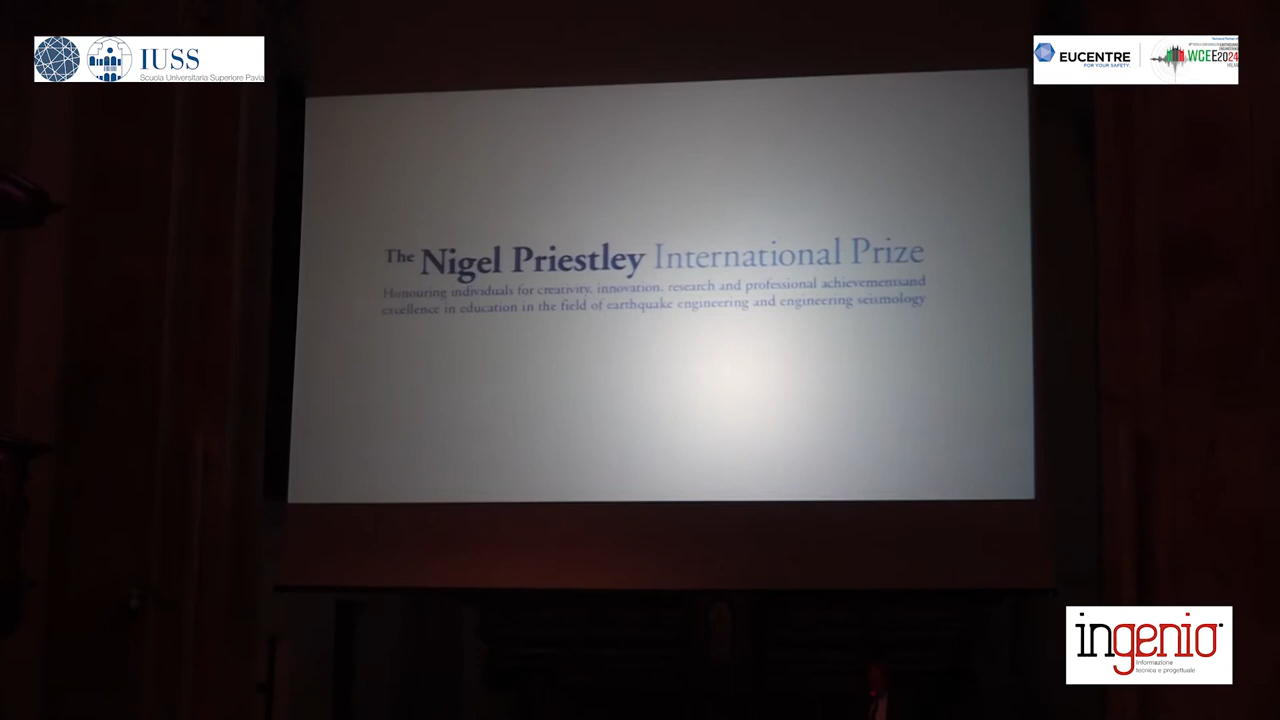 IUSS
Scuola Universitaria Superiore Pavia
EUCENTRE
FOR YOUR SAFETY.
WCEE2024
The Nigel Priestley International Prize
Honouring individuals for creativity, innovation, research and professional achievementsand
excellence in education in the field of earthquake engineering and engineering seismology
ingenio
Informazione
tecnica e progettuale